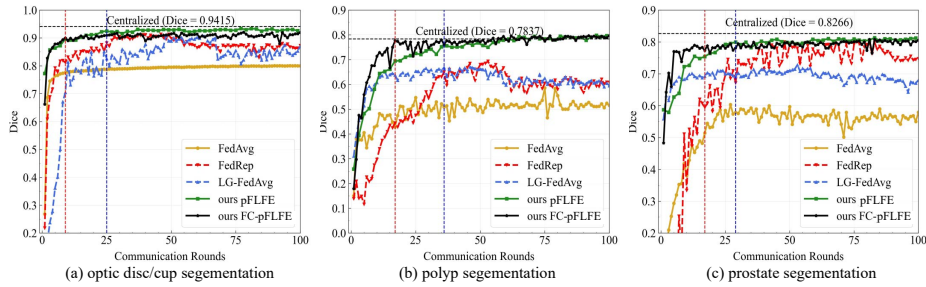 Centralized (Dice = 0.9415)
Dice
1.0
0.9
0.8
0.7
0.6
0.5
0.4
0.3
0.2
FedAvg
FedRep
LG-FedAvg
ours pFLFE
ours FC-pFLFE
0 25 50 75 100
Communication Rounds
(a) optic disc/cup segementation
Centralized (Dice = 0.7837)
Dice
0.9
0.8
0.7
0.6
0.5
0.4
0.3
0.2
0.1
0.0
FedAvg
FedRep
LG-FedAvg
ours pFLFE
ours FC-pFLFE
0 25 50 75 100
Communication Rounds
(b) polyp segmentation
Centralized (Dice = 0.8266)
Dice
0.9
0.8
0.7
0.6
0.5
0.4
0.3
0.2
FedAvg
FedRep
LG-FedAvg
ours pFLFE
ours FC-pFLFE
0 25 50 75 100
Communication Rounds
(c) prostate segmentation